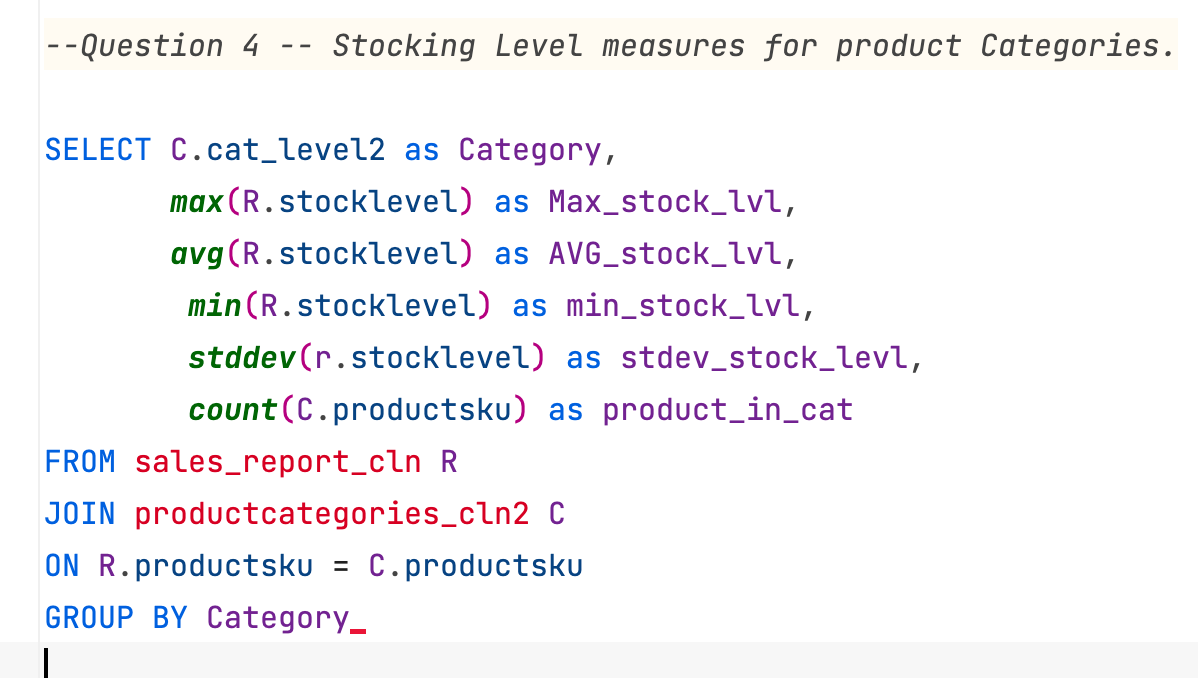 --Question 4 -- Stocking Level measures for product Categories.
SELECT C.cat_level2 as Category,
max(R.stocklevel) as Max_stock_lvl,
avg(R.stocklevel) as AVG_stock_lvl,
min(R.stocklevel) as min_stock_lvl,
stddev(r.stocklevel) as stdev_stock_levl,
count(C.productsku) as product_in_cat
FROM sales_report_cln R
JOIN productcategories_cln2 C
ON R.productsku = C.productsku
GROUP BY Category